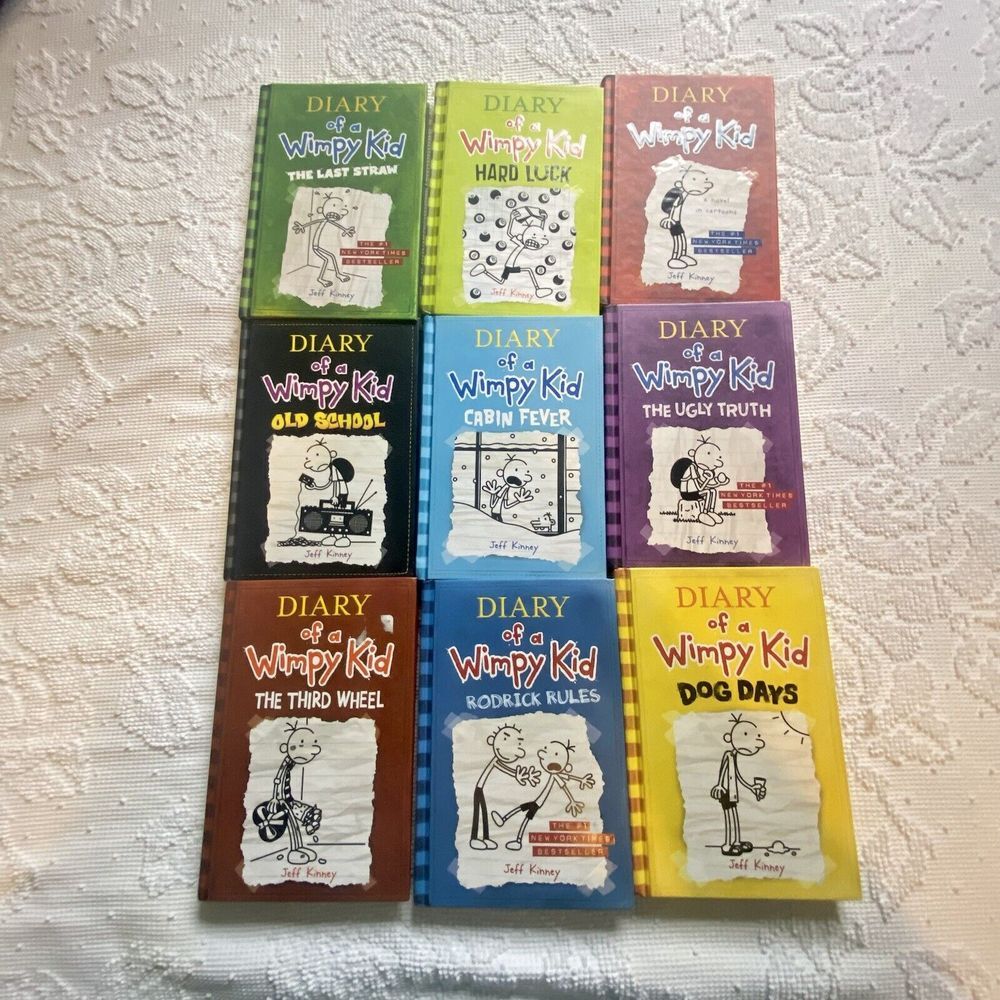 DIARY
of a
Wimpy Kid
THE LAST STRAW
THE #1
NEW YORK TIMES
BESTSELLER
Jeff Kinney
DIARY
of a
Wimpy Kid
HARD LUCK
Jeff Kinney
DIARY
of a
Wimpy Kid
a novel
in cartoons
THE #1
NEW YORK TIMES
BESTSELLER
Jeff Kinney
DIARY
of a
Wimpy Kid
OLD SCHOOL
Jeff Kinney
DIARY
of a
Wimpy Kid
CABIN FEVER
Jeff Kinney
DIARY
of a
Wimpy Kid
THE UGLY TRUTH
THE #1
NEW YORK TIMES
BESTSELLER
Jeff Kinney
DIARY
of a
Wimpy Kid
THE THIRD WHEEL
Jeff Kinney
DIARY
of a
Wimpy Kid
RODRICK RULES
THE #1
NEW YORK TIMES
BESTSELLER
Jeff Kinney
DIARY
of a
Wimpy Kid
DOG DAYS
Jeff Kinney